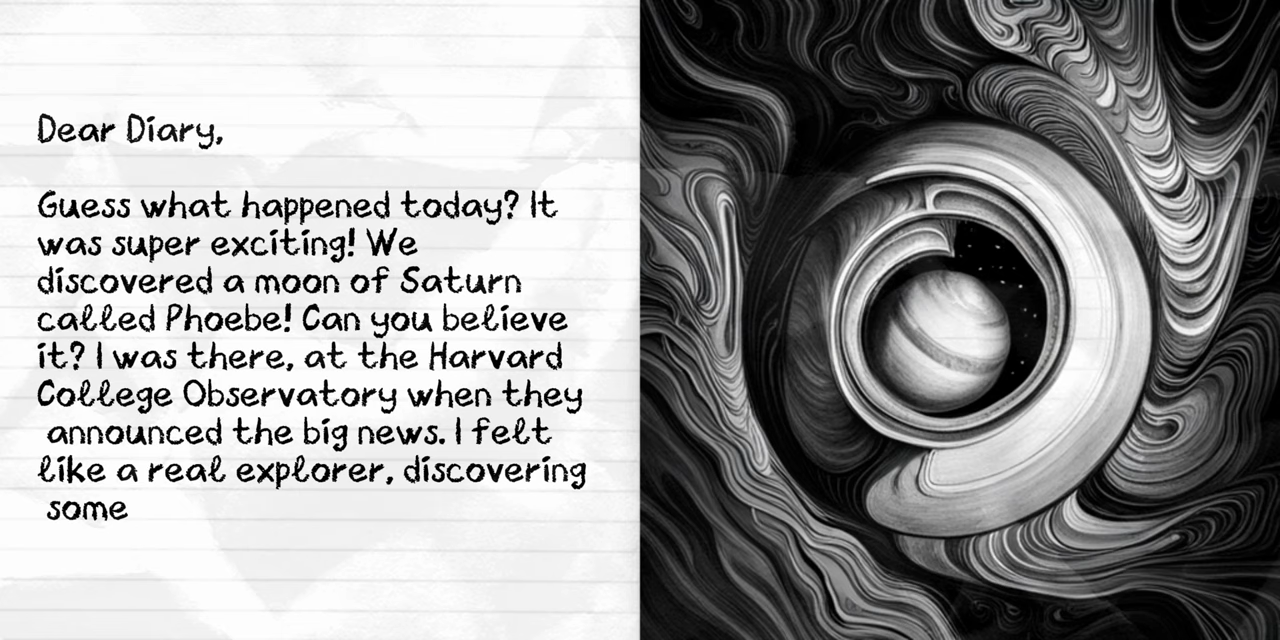 Dear Diary,
Guess what happened today? It
was super exciting! We
discovered a moon of Saturn
called Phoebe! Can you believe
it? I was there, at the Harvard
College Observatory when they
announced the big news. I felt
like a real explorer, discovering
some